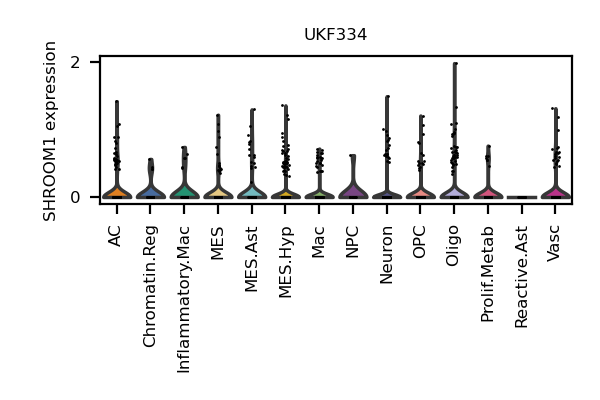 UKF334
SHROOM1 expression
2
0
AC
Chromatin.Reg
Inflammatory.Mac
MES
MES.Ast
MES.Hyp
Mac
NPC
Neuron
OPC
Oligo
Prolif.Metab
Reactive.Ast
Vasc